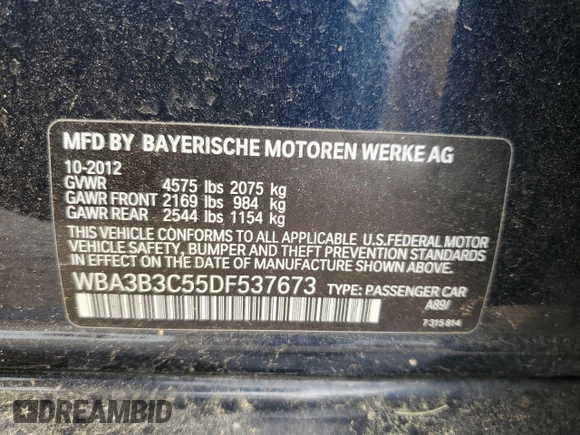 MFD BY BAYERISCHE MOTOREN WERKE AG
10-2012
GVWR 4575 lbs 2075 kg
GAWR FRONT 2169 lbs 984 kg
GAWR REAR 2544 lbs 1154 kg
THIS VEHICLE CONFORMS TO ALL APPLICABLE U.S.FEDERAL MOTOR
VEHICLE SAFETY, BUMPER AND THEFT PREVENTION STANDARDS
IN EFFECT ON THE DATE OF MANUFACTURE SHOWN ABOVE.
WBA3B3C55DF537673 TYPE: PASSENGER CAR
A89/
7 315 814
DREAMBID